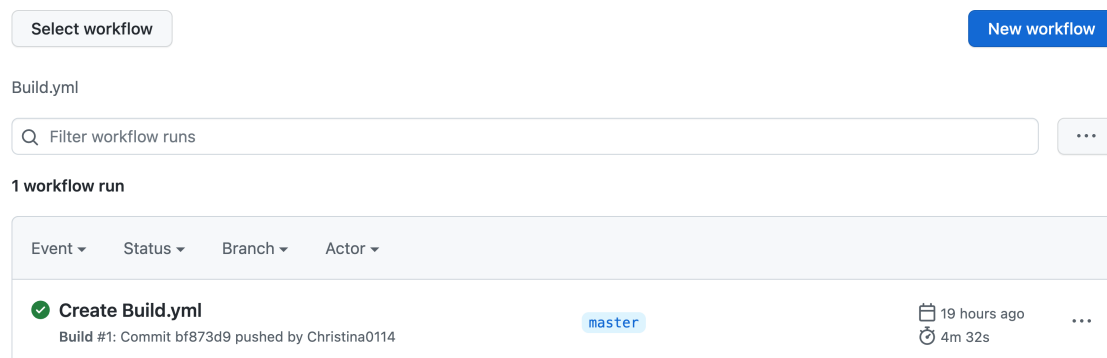 Select workflow
New workflow
Build.yml
Filter workflow runs
1 workflow run
Event Status Branch Actor
Create Build.yml
Build #1: Commit bf873d9 pushed by Christina0114
master
19 hours ago
4m 32s